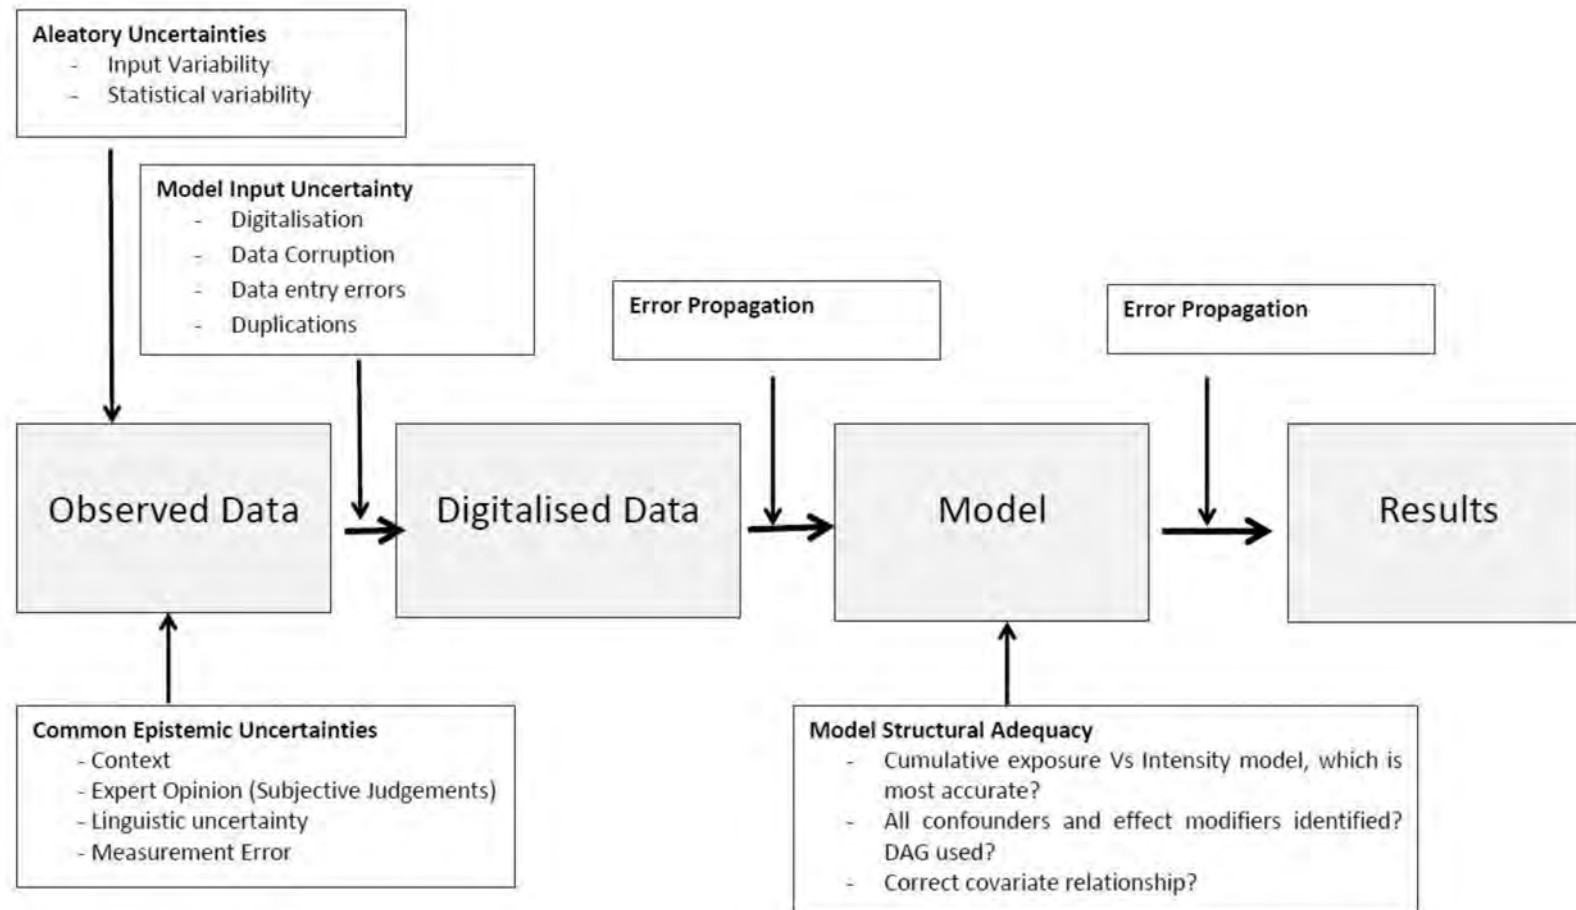 Aleatory Uncertainties
- Input Variability
- Statistical variability
Model Input Uncertainty
- Digitalisation
- Data Corruption
- Data entry errors
- Duplications
Error Propagation
Error Propagation
Observed Data
Digitalised Data
Model
Results
Common Epistemic Uncertainties
- Context
- Expert Opinion (Subjective Judgements)
- Linguistic uncertainty
- Measurement Error
Model Structural Adequacy
- Cumulative exposure Vs Intensity model, which is
most accurate?
- All confounders and effect modifiers identified?
DAG used?
- Correct covariate relationship?